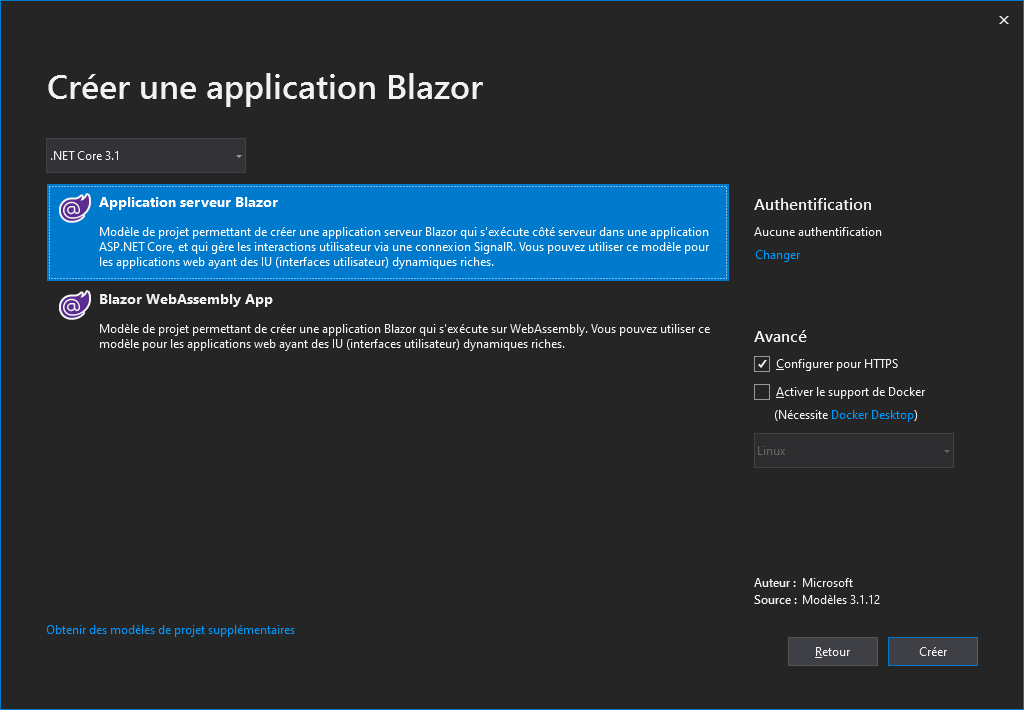 Créer une application Blazor
.NET Core 3.1
Application serveur Blazor
Modèle de projet permettant de créer une application serveur Blazor qui s'exécute côté serveur dans une application
ASP.NET Core, et qui gère les interactions utilisateur via une connexion SignalR. Vous pouvez utiliser ce modèle pour
les applications web ayant des IU (interfaces utilisateur) dynamiques riches.
Blazor WebAssembly App
Modèle de projet permettant de créer une application Blazor qui s'exécute sur WebAssembly. Vous pouvez utiliser ce
modèle pour les applications web ayant des IU (interfaces utilisateur) dynamiques riches.
Authentification
Aucune authentification
Changer
Avancé
Configurer pour HTTPS
Activer le support de Docker
(Nécessite Docker Desktop)
Linux
Auteur : Microsoft
Source : Modèles 3.1.12
Obtenir des modèles de projet supplémentaires
Retour
Créer